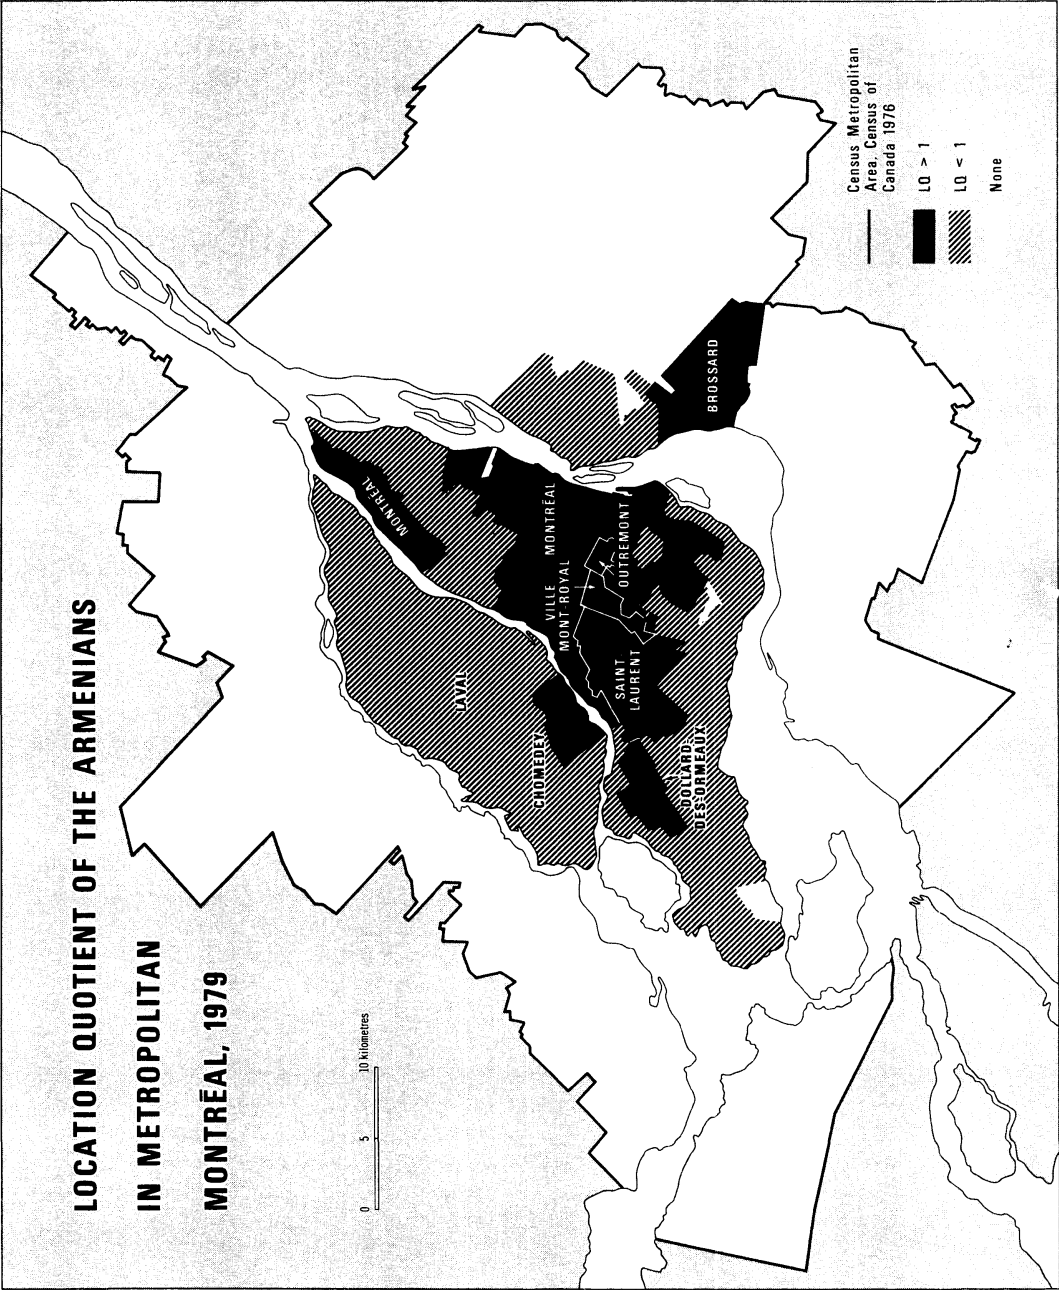 LOCATION QUOTIENT OF THE ARMENIANS
IN METROPOLITAN
MONTRÉAL, 1979
0 5 10 kilometres
MONTRÉAL
LAVAL
CHOMEDEY
VILLE
MONT-ROYAL
MONTRÉAL
OUTREMONT
SAINT
LAURENT
DOLLARD-
DES ORMEAUX
BROSSARD
Census Metropolitan
Area, Census of
Canada 1976
LQ > 1
LQ < 1
None